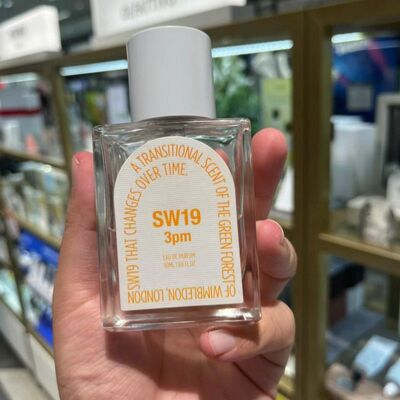 A TRANSITIONAL SCENT OF THE GREEN FOREST
OF WIMBLEDON, LONDON
SW19 THAT CHANGES OVER TIME.
SW19
3pm
EAU DE PARFUM